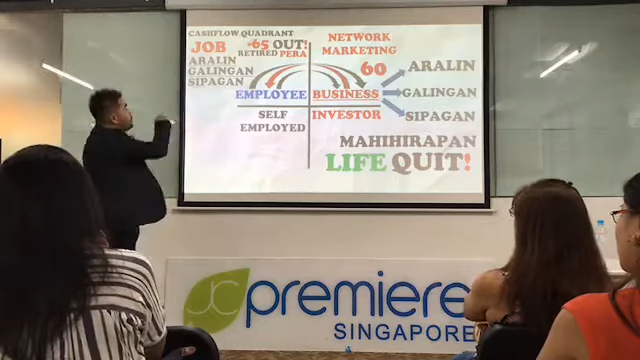 CASHFLOW QUADRANT
JOB -65 OUT!
RETIRED PERA
ARALIN
GALINGAN
SIPAGAN
NETWORK
MARKETING
60
ARALIN
GALINGAN
SIPAGAN
EMPLOYEE
BUSINESS
SELF
EMPLOYED
INVESTOR
MAHIHIRAPAN
LIFE QUIT!
JC premiere
SINGAPORE